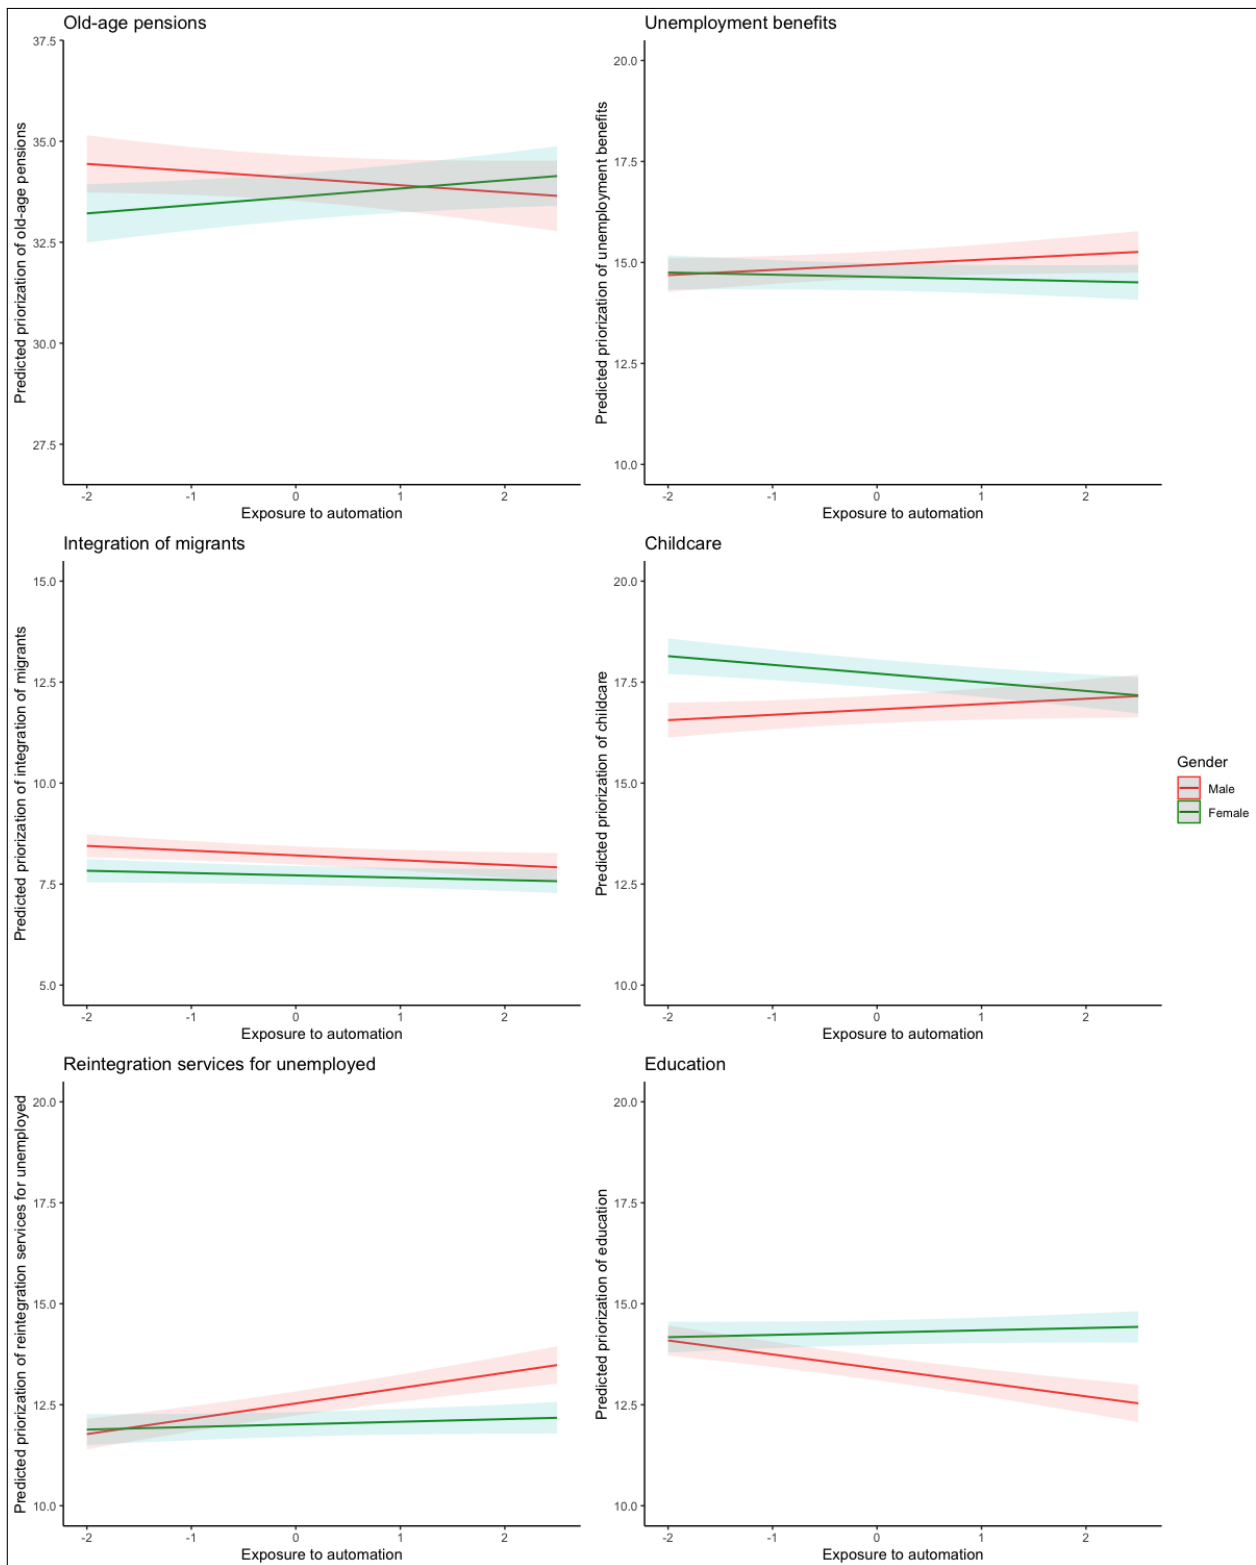 Old-age pensions
Predicted priorization of old-age pensions
37.5
35.0
32.5
30.0
27.5
-2 -1 0 1 2
Exposure to automation
Unemployment benefits
Predicted priorization of unemployment benefits
20.0
17.5
15.0
12.5
10.0
-2 -1 0 1 2
Exposure to automation
Integration of migrants
Predicted priorization of integration of migrants
15.0
12.5
10.0
7.5
5.0
-2 -1 0 1 2
Exposure to automation
Childcare
Predicted priorization of childcare
20.0
17.5
15.0
12.5
10.0
-2 -1 0 1 2
Exposure to automation
Gender
Male
Female
Reintegration services for unemployed
Predicted priorization of reintegration services for unemployed
20.0
17.5
15.0
12.5
10.0
-2 -1 0 1 2
Exposure to automation
Education
Predicted priorization of education
20.0
17.5
15.0
12.5
10.0
-2 -1 0 1 2
Exposure to automation